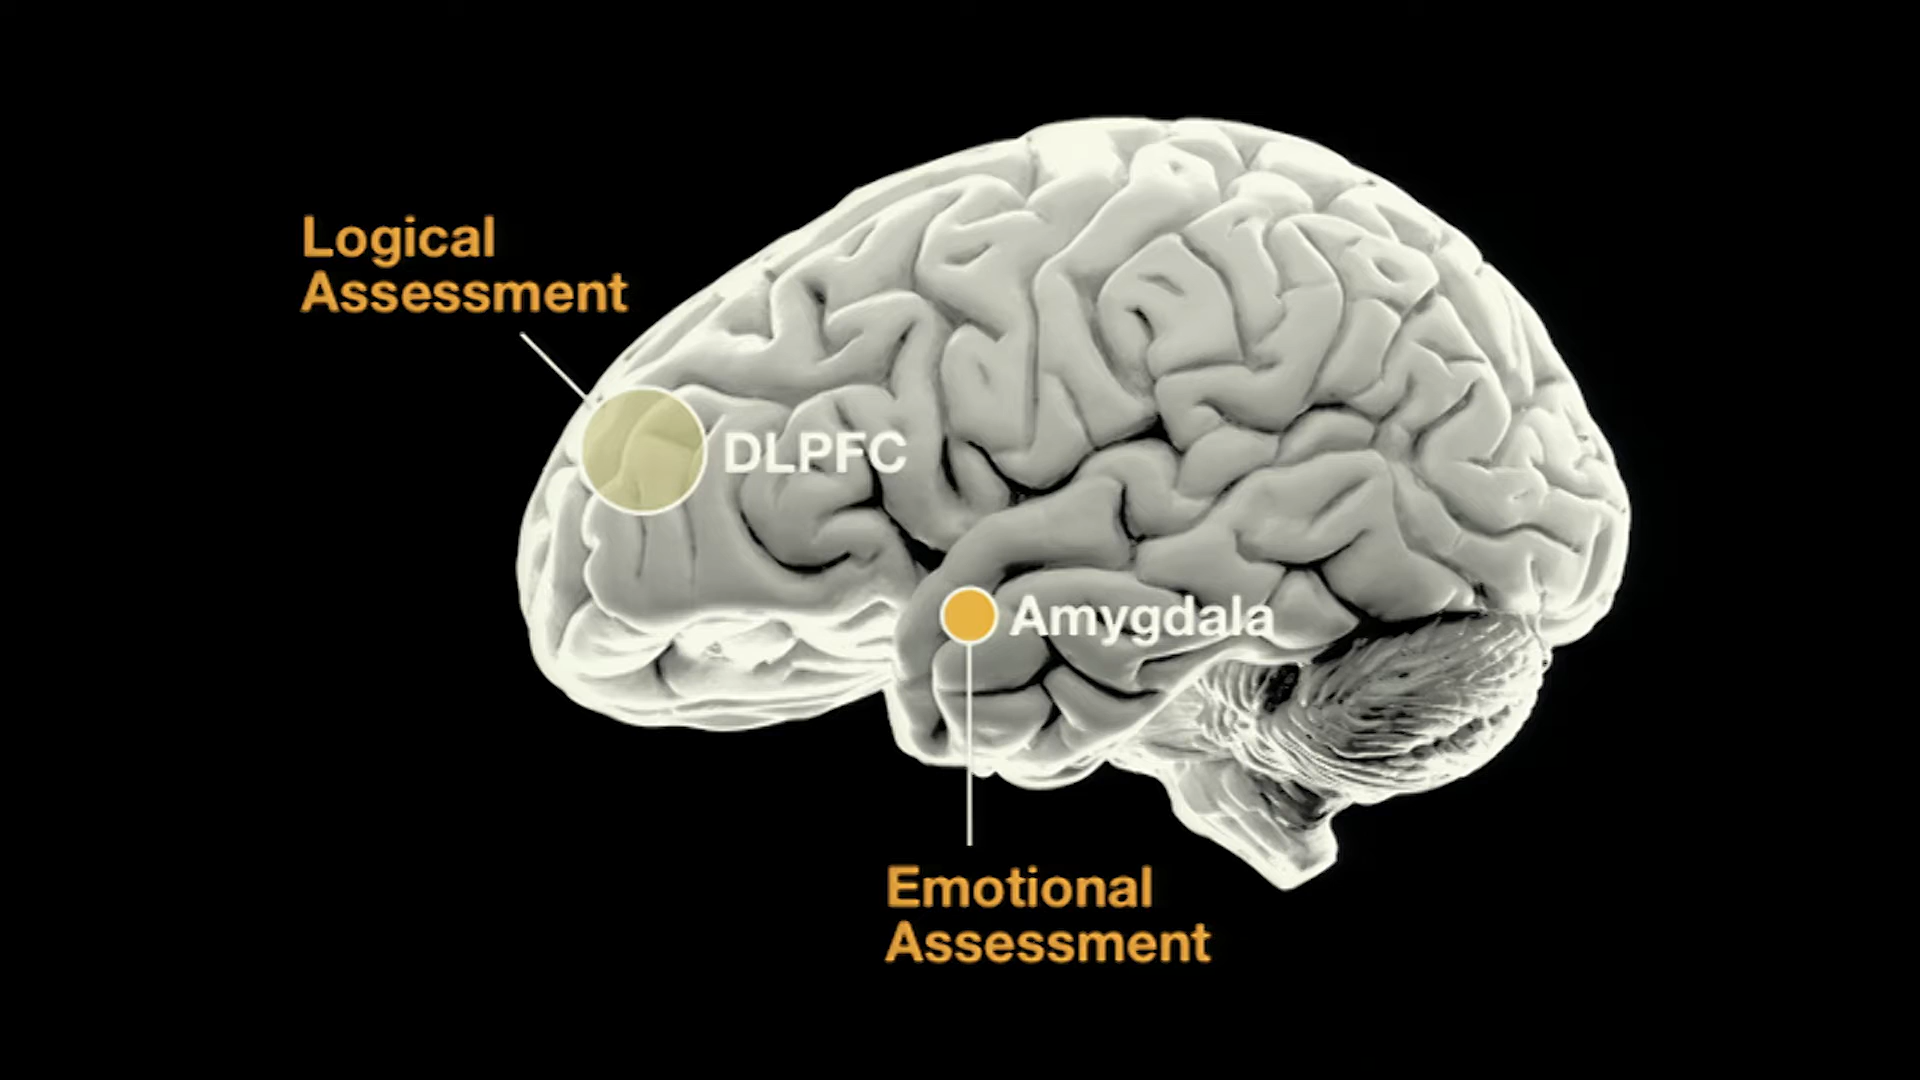 Logical
Assessment
DLPFC
Amygdala
Emotional
Assessment